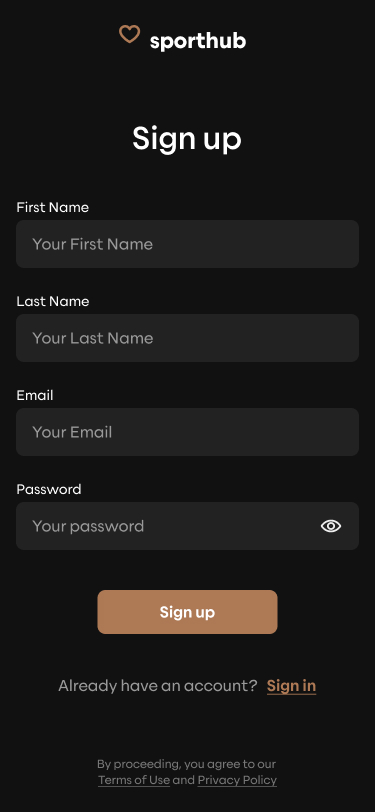 sporthub
Sign up
First Name
Your First Name
Last Name
Your Last Name
Email
Your Email
Password
Your password
Sign up
Already have an account? Sign in
By proceeding, you agree to our
Terms of Use and Privacy Policy